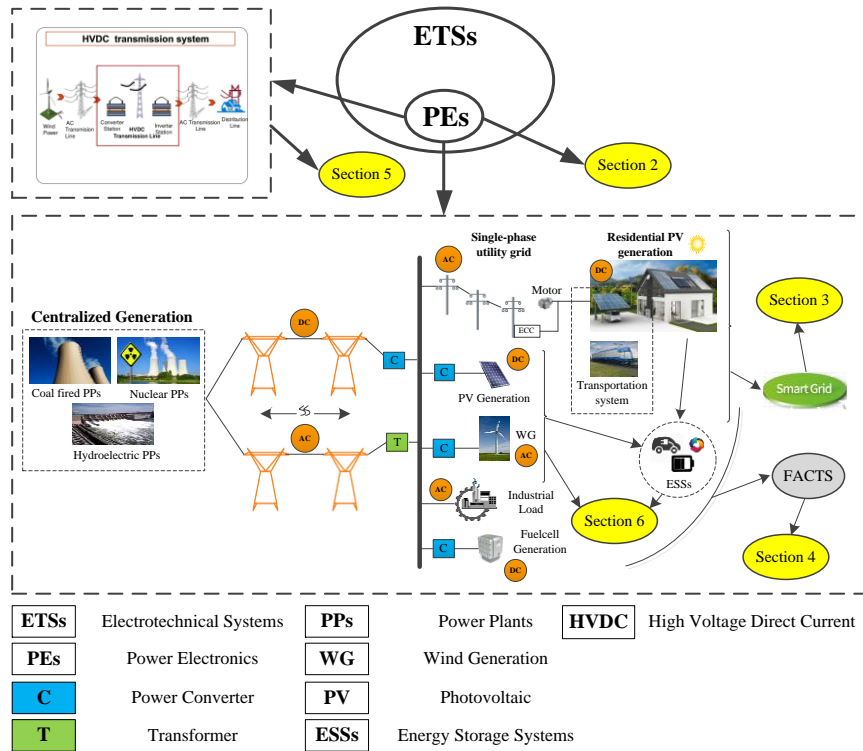 HVDC transmission system
Wind
Power
AC
Transmision
Line
Converter
Station
HVDC
Transmission Line
Inverter
Station
AC Transmission
Line
Distribution
Line
ETSs
PEs
Section 5
Section 2
Centralized Generation
Coal fired PPs
Nuclear PPs
Hydroelectric PPs
DC
AC
C
T
Single-phase
utility grid
AC
ECC
Motor
Residential PV
generation
DC
Transportation
system
C
DC
PV Generation
C
WG
AC
AC
Industrial
Load
C
Fuelcell
Generation
DC
ESSs
Section 3
Smart Grid
FACTS
Section 6
Section 4
ETSs Electrotechnical Systems PPs Power Plants HVDC High Voltage Direct Current
PEs Power Electronics WG Wind Generation
C Power Converter PV Photovoltaic
T Transformer ESSs Energy Storage Systems